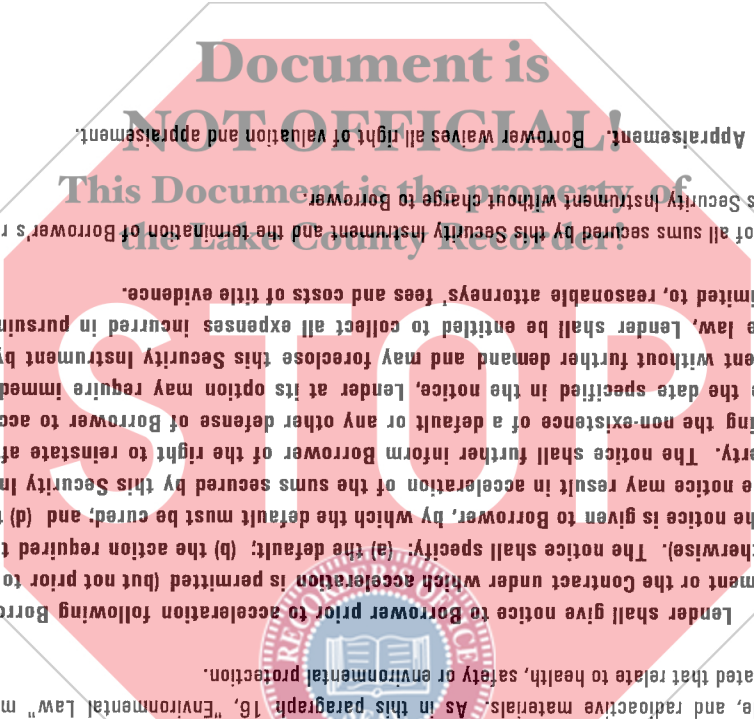 Document is
NOT OFFICIAL!
This Document is the property of
the Lake County Recorder!
STOP
RECORDER'S OFFICE
e, and radioactive materials. As in this paragraph 16, "Environmental Law" m
ated that relate to health, safety or environmental protection.
Lender shall give notice to Borrower prior to acceleration following Borro
ment or the Contract under which acceleration is permitted (but not prior to
therwise). The notice shall specify: (a) the default; (b) the action required t
he notice is given to Borrower, by which the default must be cured; and (d)
e notice may result in acceleration of the sums secured by this Security In
erty. The notice shall further inform Borrower of the right to reinstate af
ing the non-existence of a default or any other defense of Borrower to acc
e the date specified in the notice, Lender at its option may require immed
ent without further demand and may foreclose this Security Instrument by
e law, Lender shall be entitled to collect all expenses incurred in pursuin
imited to, reasonable attorneys' fees and costs of title evidence.
of all sums secured by this Security Instrument and the termination of Borrower's r
s Security Instrument without charge to Borrower.
Appraisement. Borrower waives all right of valuation and appraisement.